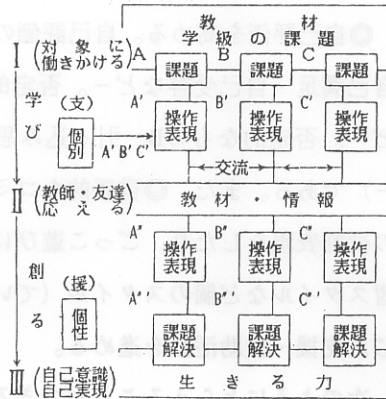 教材
学級の課題
Ⅰ(対象に働きかける) A B C
課題 課題 課題
A' B' C'
学び
(支)
個別
A'B'C'
操作表現 操作表現 操作表現
交流
Ⅱ(教師・友達応える) 教材・情報
A'' B'' C''
操作表現 操作表現 操作表現
創る
(援)
個性
A''' B''' C'''
課題解決 課題解決 課題解決
Ⅲ(自己意識自己実現) 生きる力